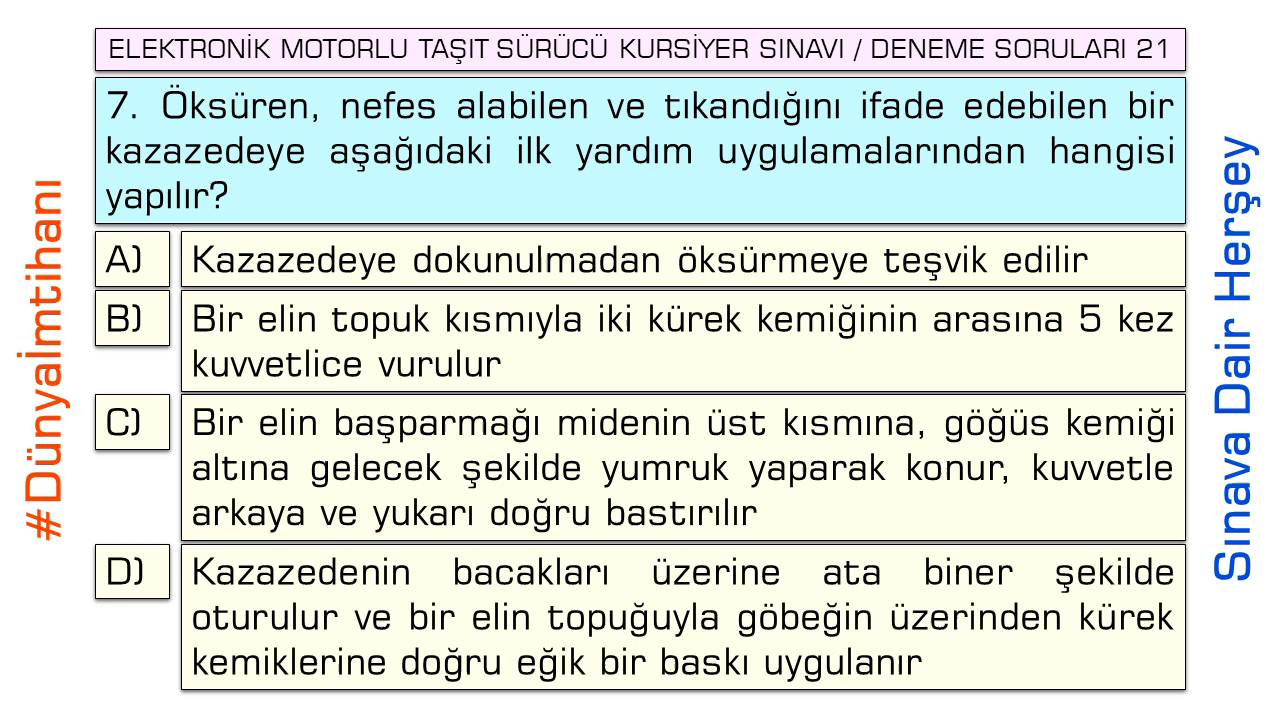 ELEKTRONİK MOTORLU TAŞIT SÜRÜCÜ KURSİYER SINAVI / DENEME SORULARI 21
7. Öksüren, nefes alabilen ve tıkandığını ifade edebilen bir
kazazedeye aşağıdaki ilk yardım uygulamalarından hangisi
yapılır?
A) Kazazedeye dokunulmadan öksürmeye teşvik edilir
B) Bir elin topuk kısmıyla iki kürek kemiğinin arasına 5 kez
kuvvetlice vurulur
C) Bir elin başparmağı midenin üst kısmına, göğüs kemiği
altına gelecek şekilde yumruk yaparak konur, kuvvetle
arkaya ve yukarı doğru bastırılır
D) Kazazedenin bacakları üzerine ata biner şekilde
oturulur ve bir elin topuğuyla göbeğin üzerinden kürek
kemiklerine doğru eğik bir baskı uygulanır
#Dünyaİmtihanı
Sınava Dair Herşey